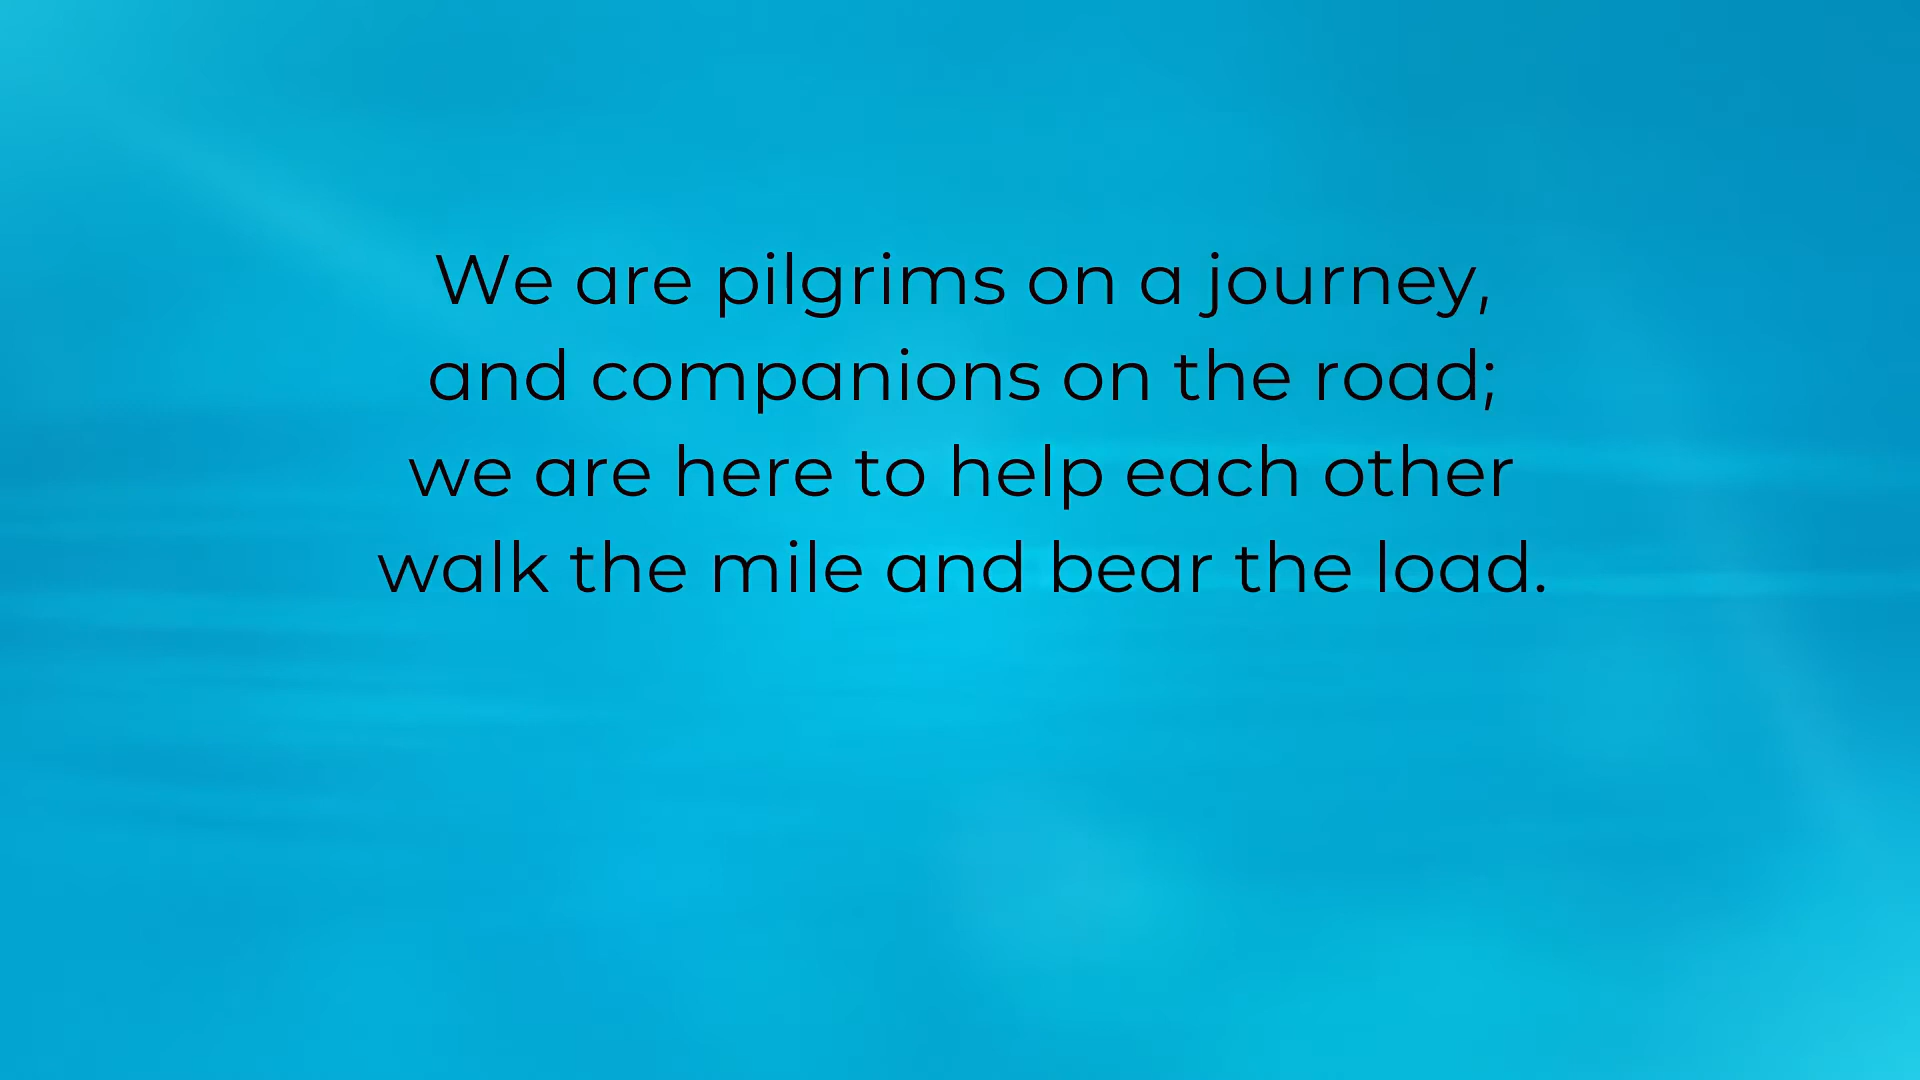 We are pilgrims on a journey,
and companions on the road;
we are here to help each other
walk the mile and bear the load.